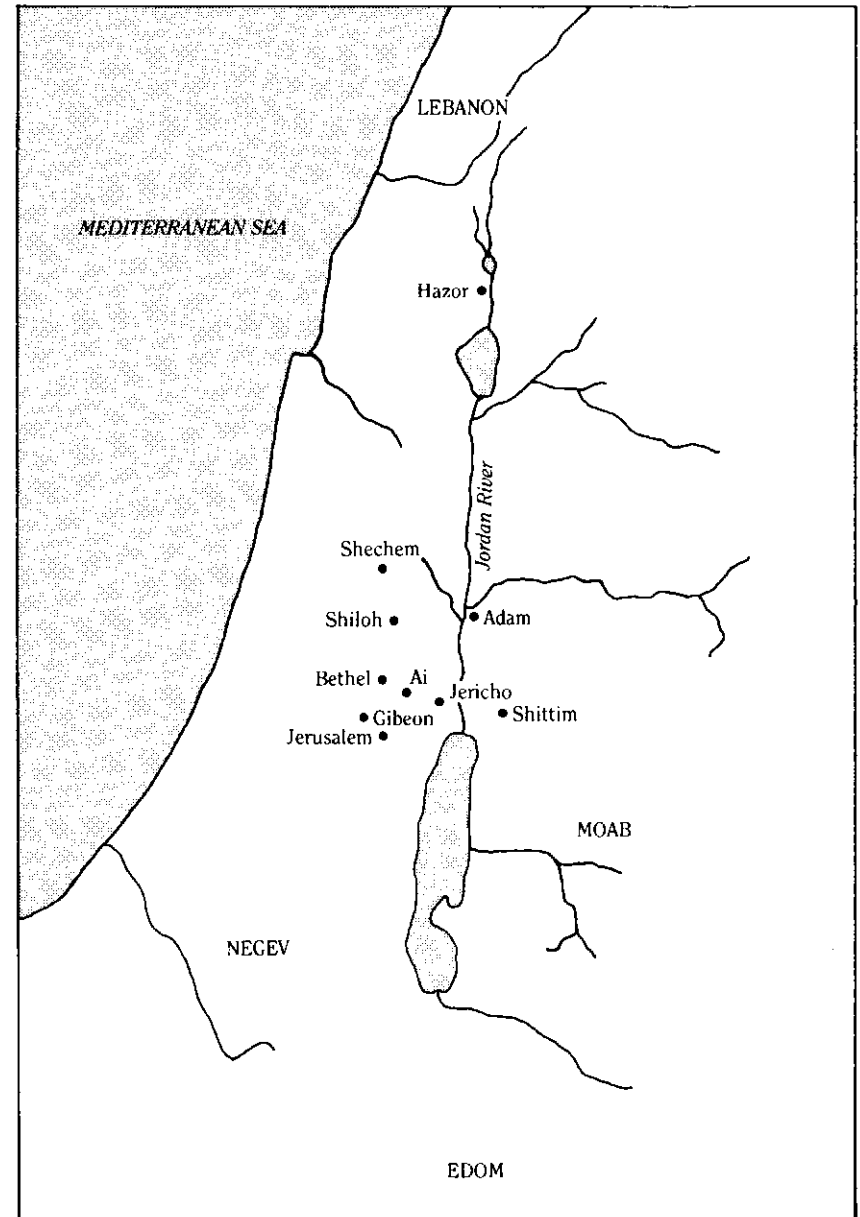 LEBANON
MEDITERRANEAN SEA
Hazor
Jordan River
Shechem
Shiloh
Adam
Bethel
Ai
Jericho
Gibeon
Shittim
Jerusalem
MOAB
NEGEV
EDOM